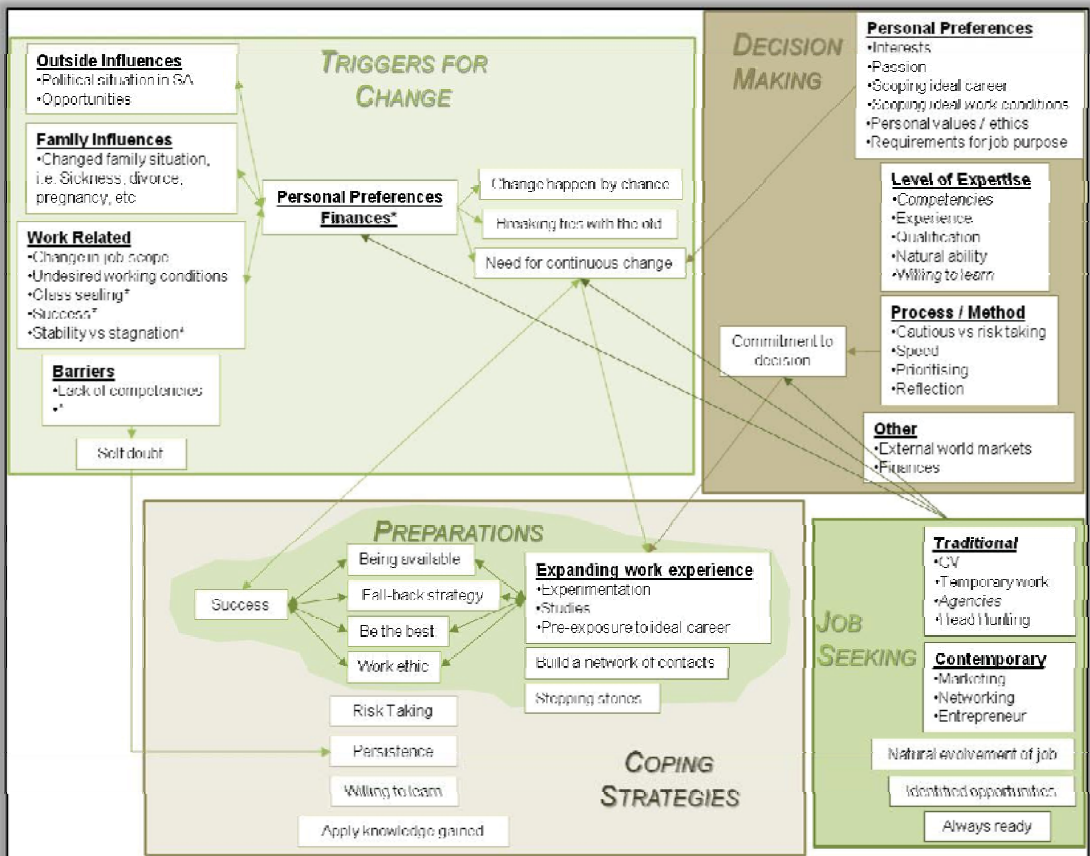 TRIGGERS FOR
CHANGE
Outside Influences
•Political situation in SA
•Opportunities
Family Influences
•Changed family situation,
i.e. Sickness, divorce,
pregnancy, etc
Work Related
•Change in job scope
•Undesired working conditions
•Glass sealing*
•Success*
•Stability vs stagnation*
Barriers
•Lack of competencies
•*
Self doubt
Personal Preferences
Finances*
Change happen by chance
Breaking ties with the old
Need for continuous change
DECISION
MAKING
Personal Preferences
•Interests
•Passion
•Scoping ideal career
•Scoping ideal work conditions
•Personal values / ethics
•Requirements for job purpose
Level of Expertise
•Competencies
•Experience
•Qualification
•Natural ability
•Willing to learn
Process / Method
•Cautious vs risk taking
•Speed
•Prioritising
•Reflection
Commitment to
decision
Other
•External world markets
•Finances
PREPARATIONS
Success
Being available
Fall-back strategy
Be the best
Work ethic
Expanding work experience
•Experimentation
•Studies
•Pre-exposure to ideal career
Build a network of contacts
Stepping stones
Risk Taking
Persistence
Willing to learn
Apply knowledge gained
COPING
STRATEGIES
JOB
SEEKING
Traditional
•CV
•Temporary work
•Agencies
•Head Hunting
Contemporary
•Marketing
•Networking
•Entrepreneur
Natural evolvement of job
Identified opportunities
Always ready